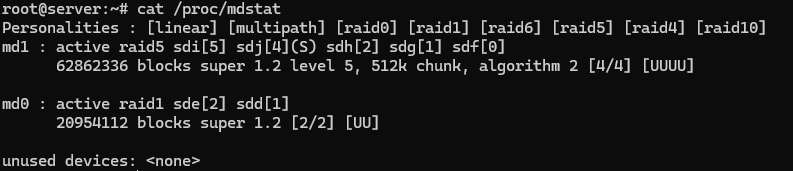 root@server:~# cat /proc/mdstat
Personalities : [linear] [multipath] [raid0] [raid1] [raid6] [raid5] [raid4] [raid10]
md1 : active raid5 sdi[5] sdj[4](S) sdh[2] sdg[1] sdf[0]
      62862336 blocks super 1.2 level 5, 512k chunk, algorithm 2 [4/4] [UUUU]

md0 : active raid1 sde[2] sdd[1]
      20954112 blocks super 1.2 [2/2] [UU]

unused devices: <none>